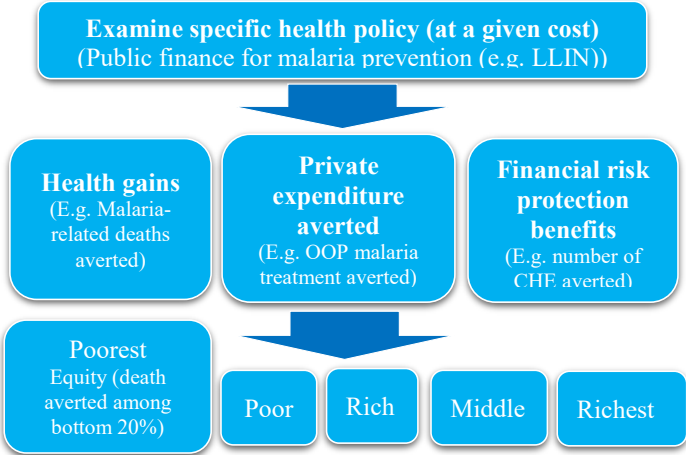 Examine specific health policy (at a given cost)
(Public finance for malaria prevention (e.g. LLIN))
Health gains
(E.g. Malaria-
related deaths
averted)
Private
expenditure
averted
(E.g. OOP malaria
treatment averted)
Financial risk
protection
benefits
(E.g. number of
CHE averted)
Poorest
Equity (death
averted among
bottom 20%)
Poor
Rich
Middle
Richest